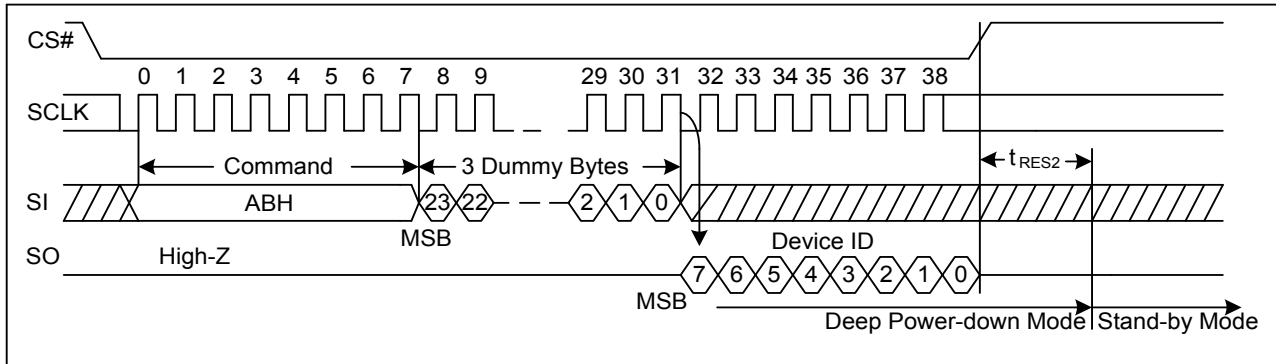 CS#
0 1 2 3 4 5 6 7 8 9 29 30 31 32 33 34 35 36 37 38
SCLK
Command 3 Dummy Bytes tRES2
SI ABH 23 22 2 1 0
MSB
SO High-Z Device ID
7 6 5 4 3 2 1 0
MSB
Deep Power-down Mode Stand-by Mode